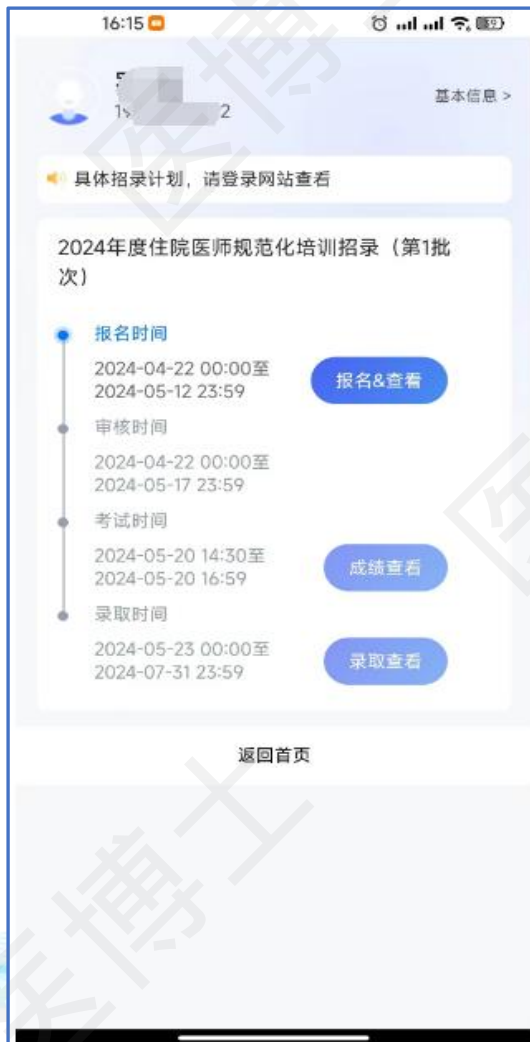 16:15
基本信息 >
具体招录计划，请登录网站查看
2024年度住院医师规范化培训招录（第1批
次）
报名时间
2024-04-22 00:00至
2024-05-12 23:59
报名&查看
审核时间
2024-04-22 00:00至
2024-05-17 23:59
考试时间
2024-05-20 14:30至
2024-05-20 16:59
成绩查看
录取时间
2024-05-23 00:00至
2024-07-31 23:59
录取查看
返回首页
医博士